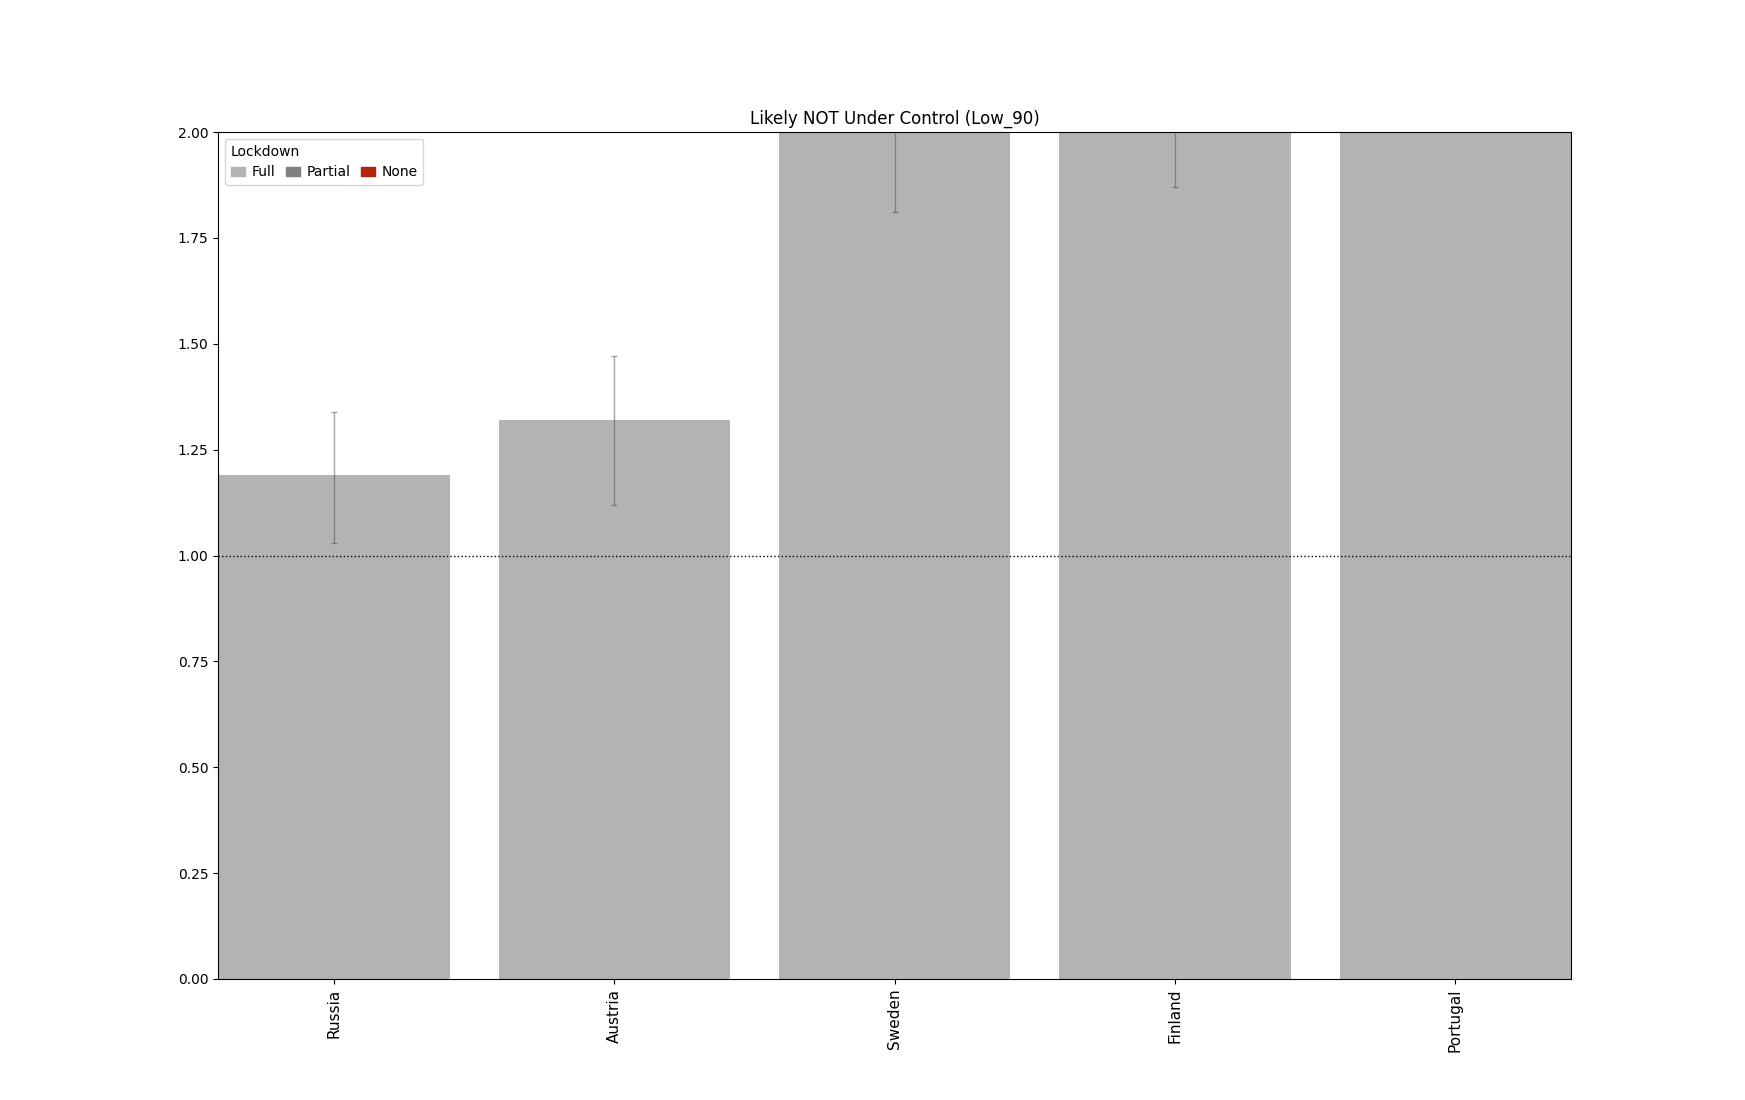 Likely NOT Under Control (Low_90)
2.00
Lockdown
Full Partial None
1.75
1.50
1.25
1.00
0.75
0.50
0.25
0.00
Russia
Austria
Sweden
Finland
Portugal